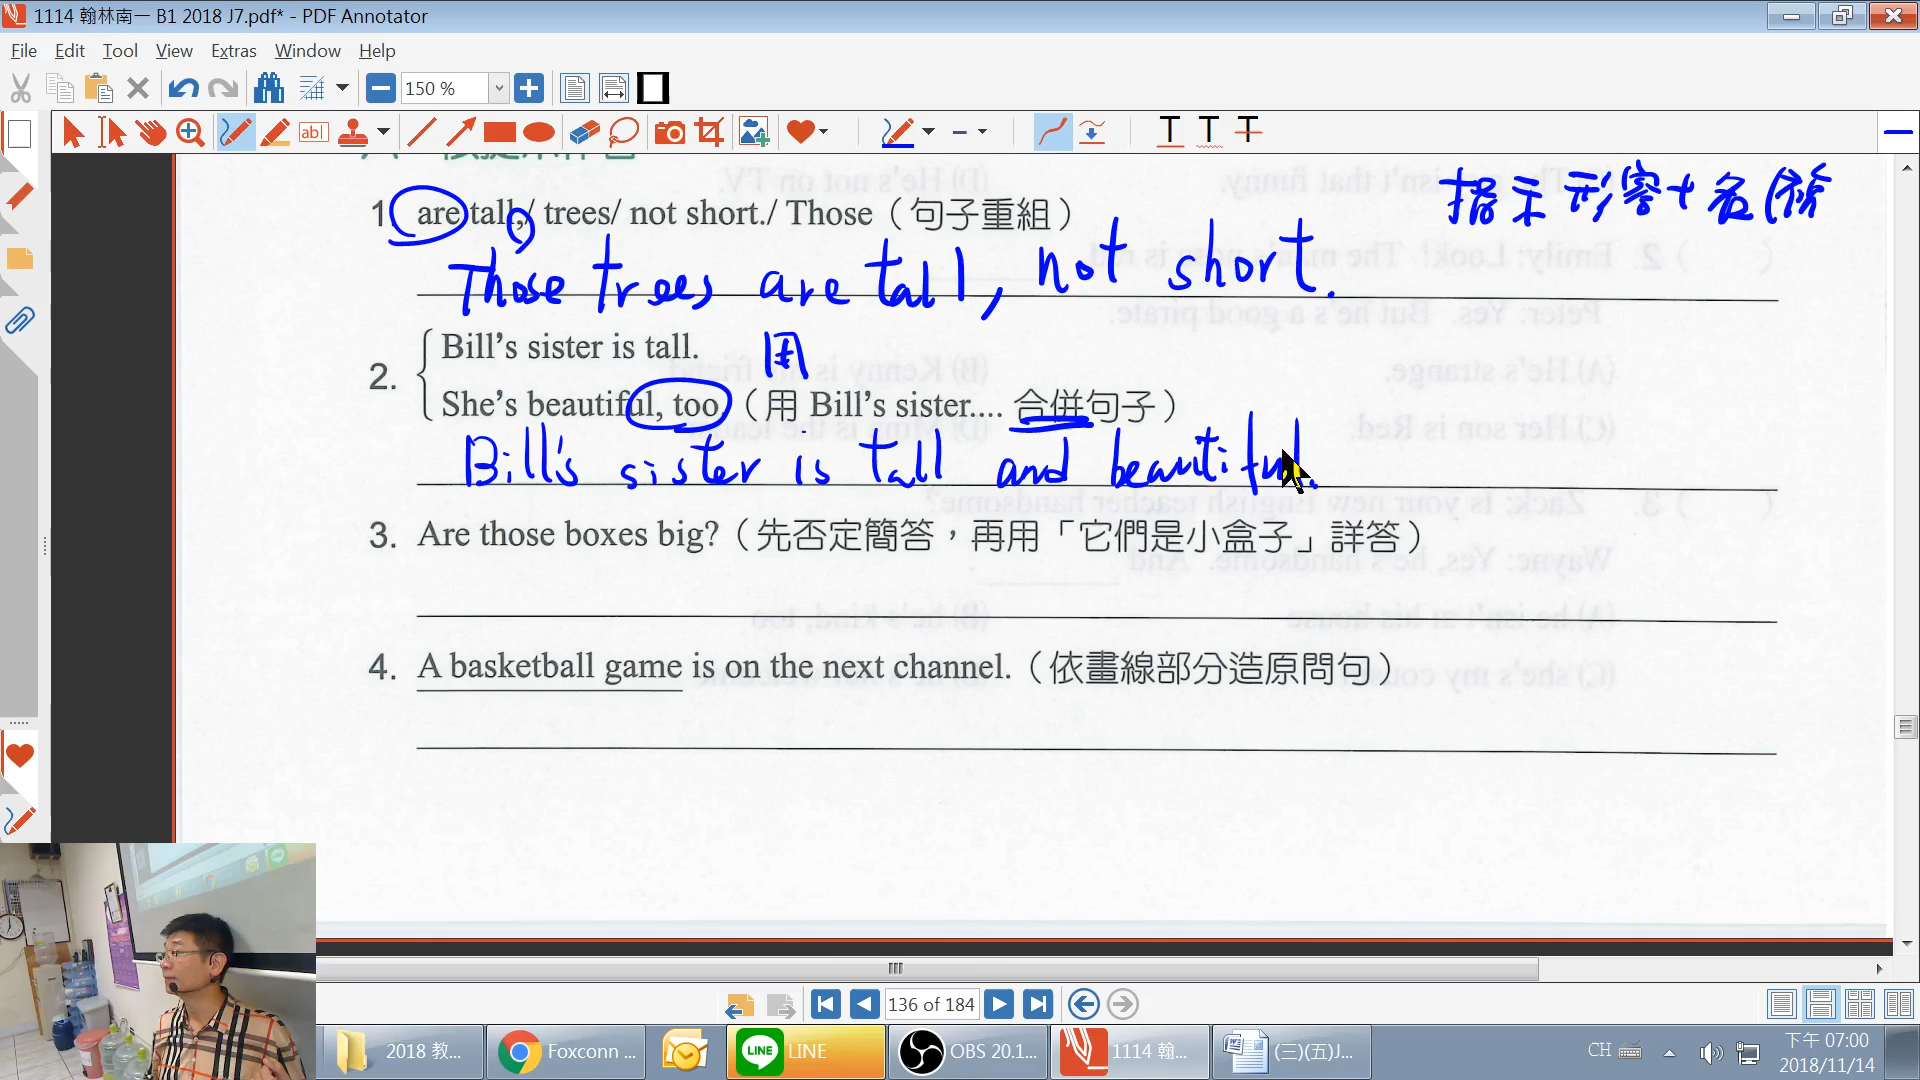 1114 翰林南一 B1 2018 J7.pdf* - PDF Annotator
File Edit Tool View Extras Window Help
150 %
ab|
T T T
指示形容+名
1. are tall,/ trees/ not short./ Those（句子重組）
Those trees are tall, not short.
2. Bill's sister is tall. 用
She's beautiful, too.（用 Bill's sister.... 合併句子）
Bill's sister is tall and beautiful.
3. Are those boxes big?（先否定簡答，再用「它們是小盒子」詳答）
4. A basketball game is on the next channel.（依畫線部分造原問句）
136 of 184
2018 教...
Foxconn ...
LINE
OBS 20.1...
1114 翰...
(三)(五)J...
CH
下午 07:00
2018/11/14